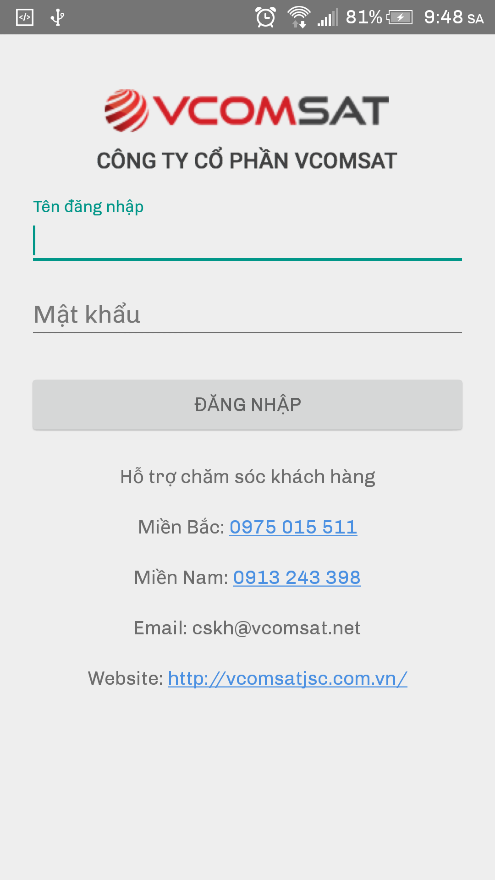 81% 9:48 SA
VCOMSAT
CÔNG TY CỔ PHẦN VCOMSAT
Tên đăng nhập
Mật khẩu
ĐĂNG NHẬP
Hỗ trợ chăm sóc khách hàng
Miền Bắc: 0975 015 511
Miền Nam: 0913 243 398
Email: cskh@vcomsat.net
Website: http://vcomsatjsc.com.vn/